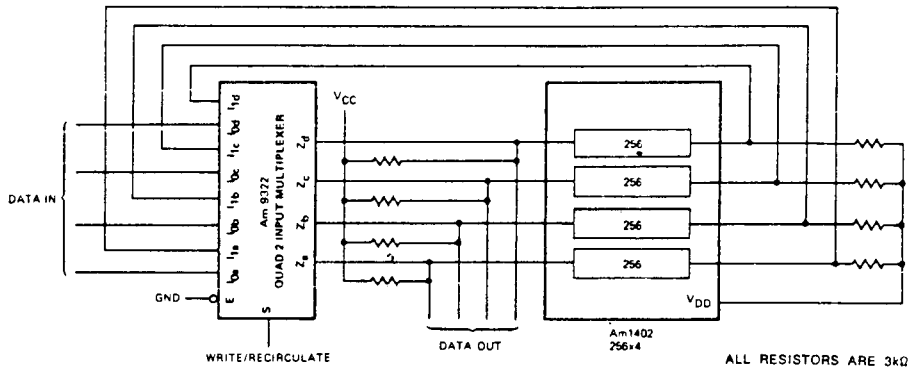 I1d
I0d
I1c
I0c
I1b
I0b
I1a
I0a
E
S
Am 9322
QUAD 2 INPUT MULTIPLEXER
Zd
Zc
Zb
Za
DATA IN
GND
WRITE/RECIRCULATE
VCC
DATA OUT
256
256
256
256
VDD
Am1402
256x4
ALL RESISTORS ARE 3kΩ